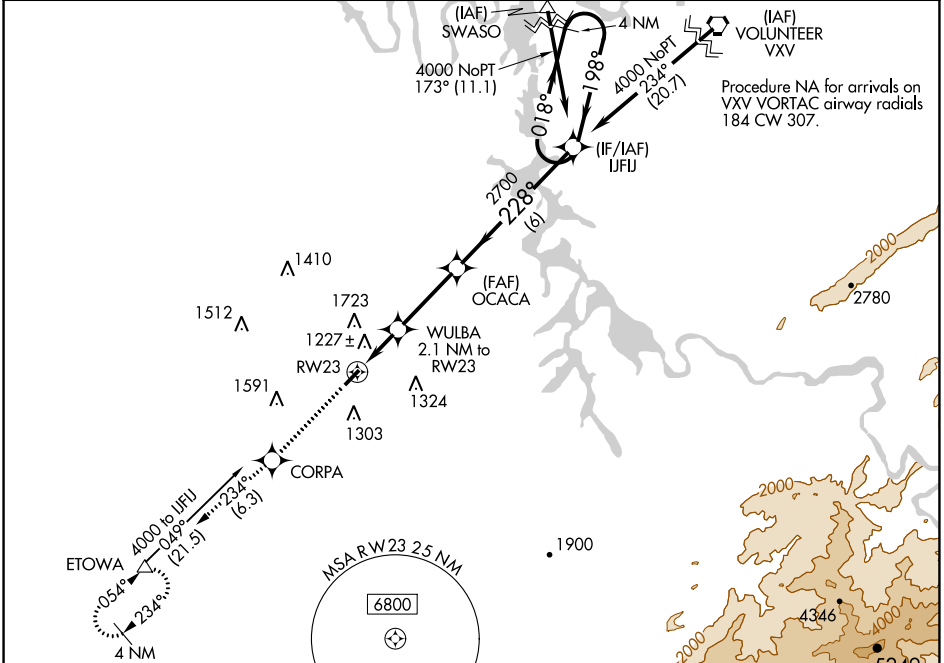 (IAF)
SWASO
4 NM
(IAF)
VOLUNTEER
VXV
4000 NoPT
173° (11.1)
018°
198°
4000 NoPT
234°
(20.7)
Procedure NA for arrivals on
VXV VORTAC airway radials
184 CW 307.
(IF/IAF)
IJFIJ
2700
228°
(6)
2000
2780
(FAF)
OCACA
1410
1512
1723
1227 ±
WULBA
2.1 NM to
RW23
RW23
1591
1324
1303
CORPA
234°
(6.3)
4000 to IJFIJ
049°
(21.5)
ETOWA
054°
234°
4 NM
MSA RW23 25 NM
6800
1900
2000
4346
4000
2000
5249